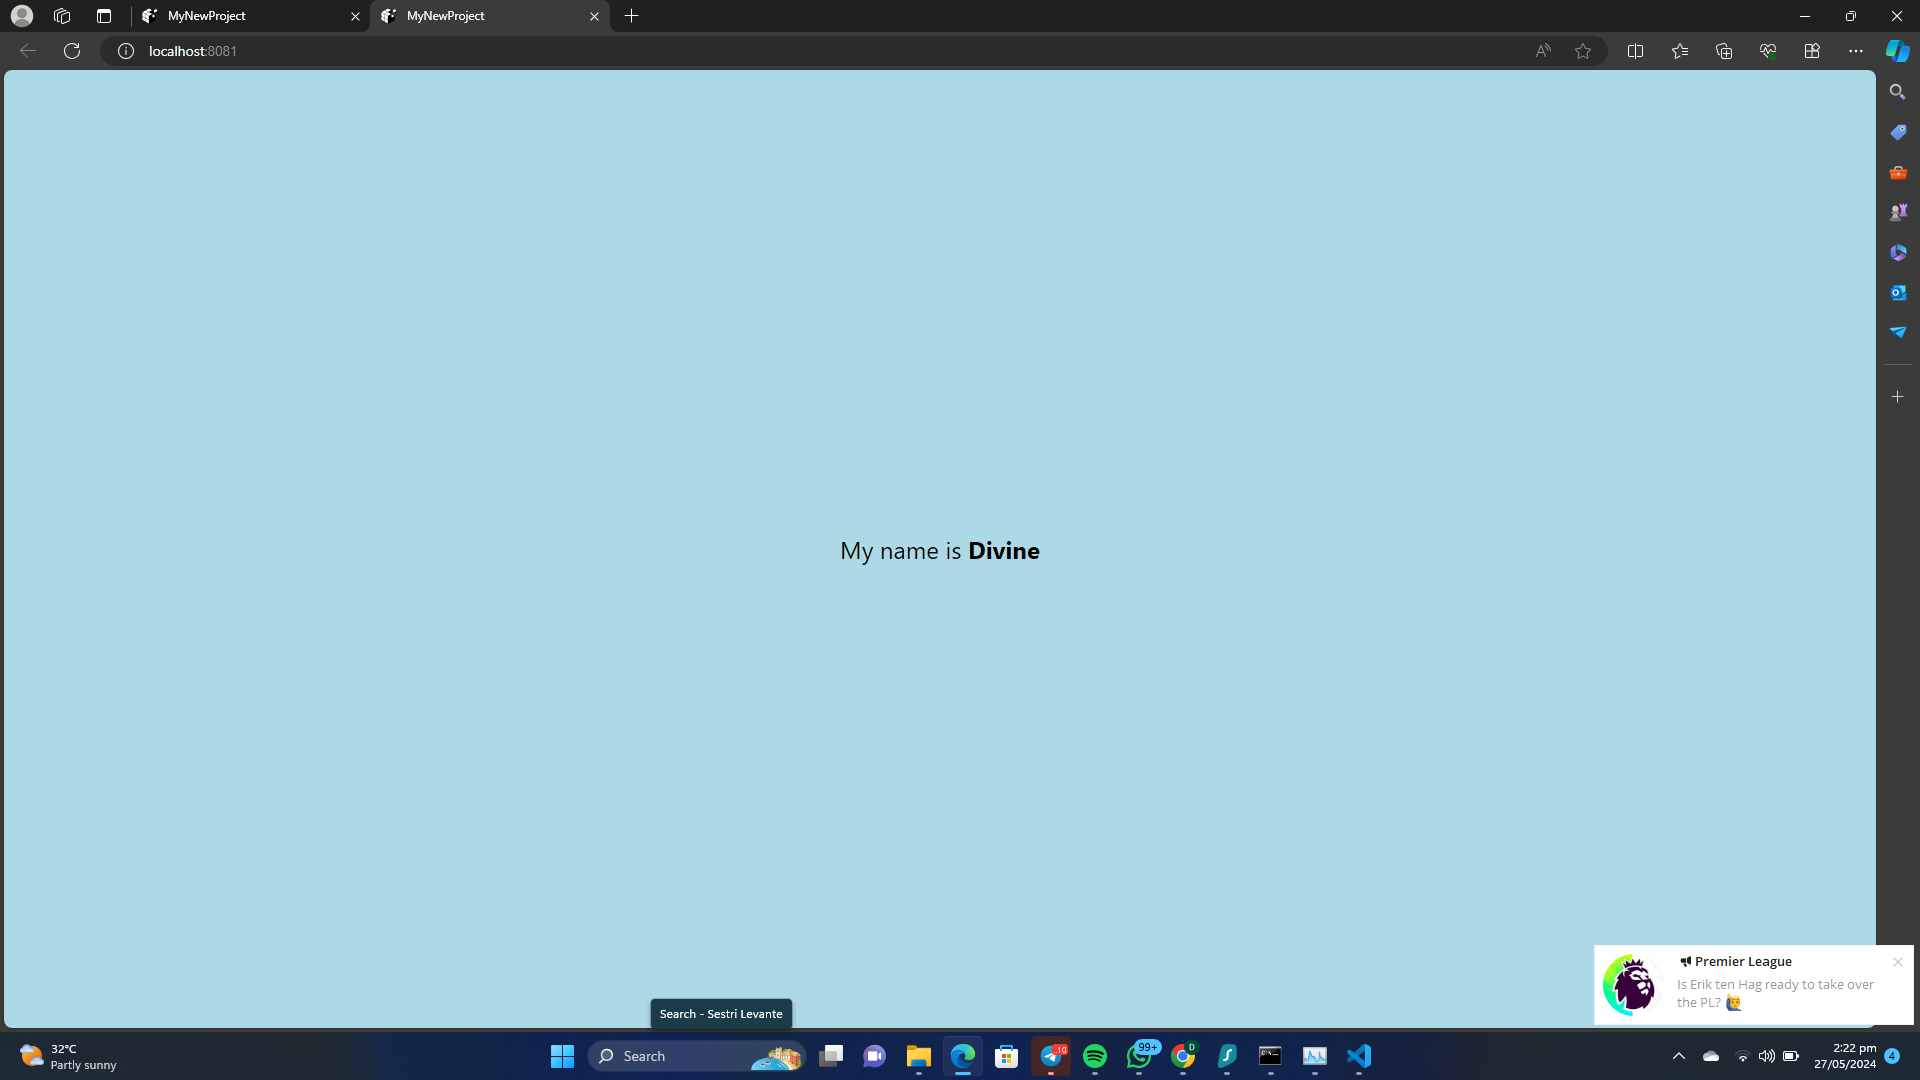 MyNewProject
MyNewProject
localhost:8081
My name is Divine
Premier League
Is Erik ten Hag ready to take over
the PL? 🙋‍♂️
Search - Sestri Levante
32°C
Partly sunny
Search
10
99+
D
2:22 pm
27/05/2024
4